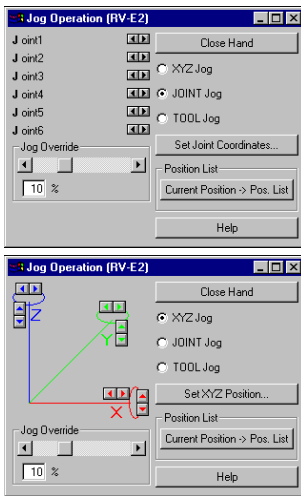 Jog Operation (RV-E2)
Joint1
Joint2
Joint3
Joint4
Joint5
Joint6
Jog Override
10 %
Close Hand
XYZ Jog
JOINT Jog
TOOL Jog
Set Joint Coordinates...
Position List
Current Position -> Pos. List
Help
Jog Operation (RV-E2)
Z
Y
X
Jog Override
10 %
Close Hand
XYZ Jog
JOINT Jog
TOOL Jog
Set XYZ Position...
Position List
Current Position -> Pos. List
Help